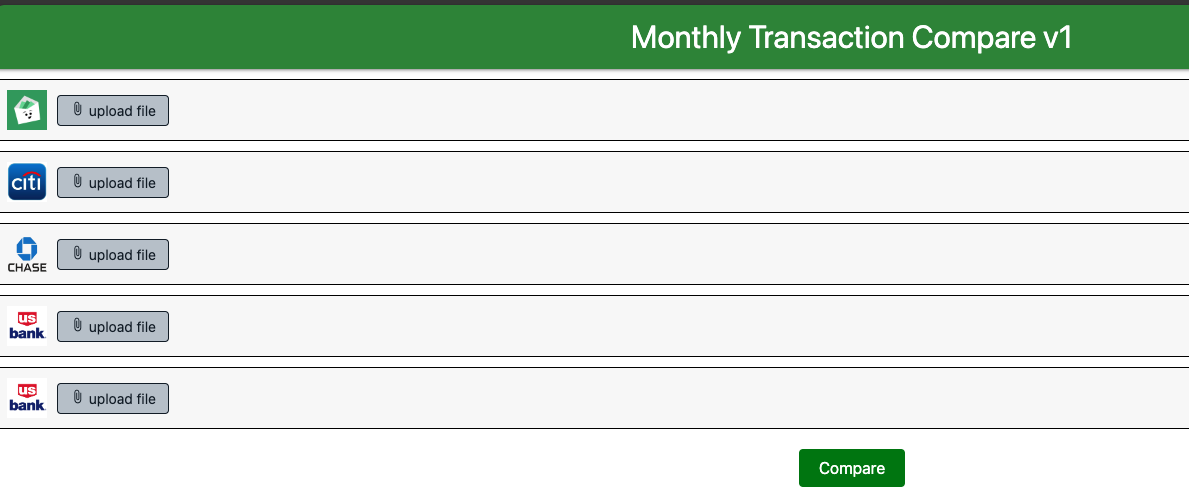 Monthly Transaction Compare v1
upload file
citi
upload file
CHASE
upload file
us
bank.
upload file
us
bank.
upload file
Compare